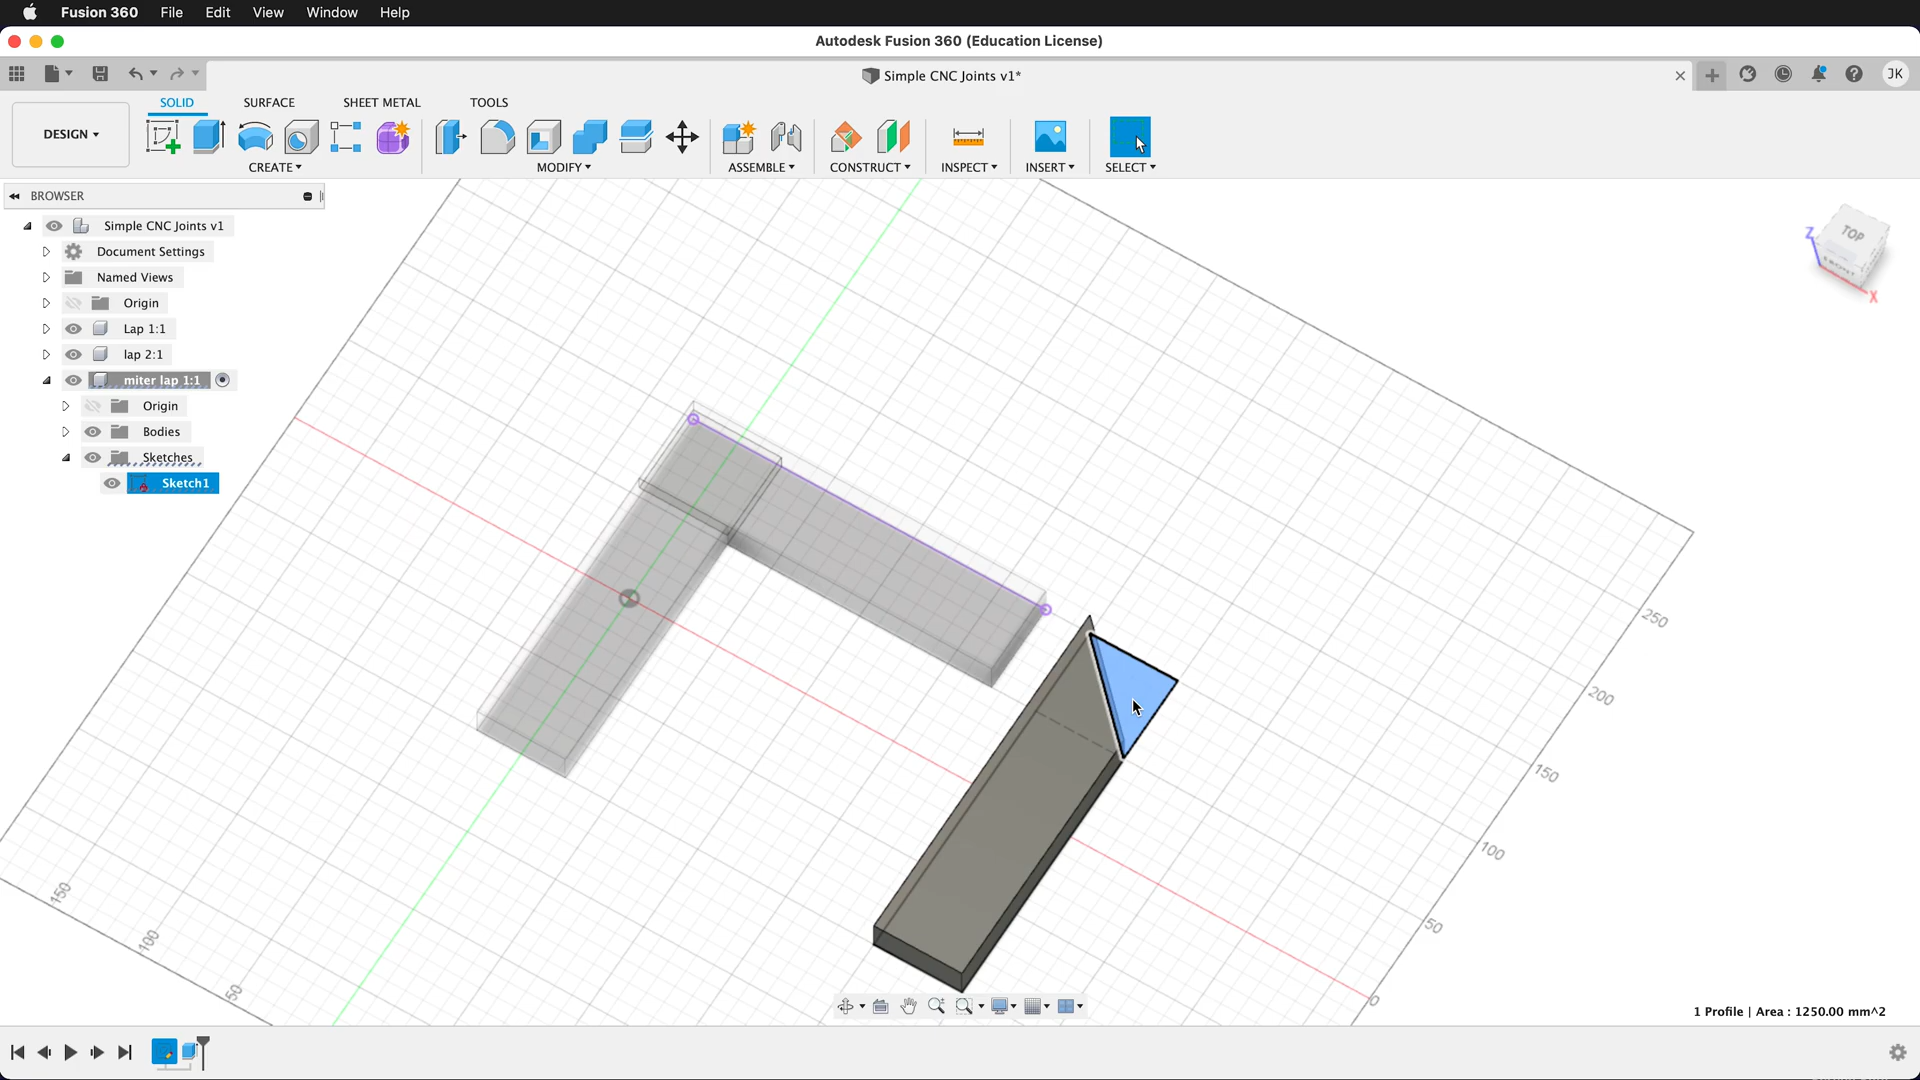 Fusion 360 File Edit View Window Help
Autodesk Fusion 360 (Education License)
Simple CNC Joints v1*
JK
SOLID SURFACE SHEET METAL TOOLS
DESIGN
CREATE MODIFY ASSEMBLE CONSTRUCT INSPECT INSERT SELECT
BROWSER
Simple CNC Joints v1
Document Settings
Named Views
Origin
Lap 1:1
lap 2:1
miter lap 1:1
Origin
Bodies
Sketches
Sketch1
TOP
FRONT
Z
X
250
200
150
100
50
0
150
100
50
1 Profile | Area : 1250.00 mm^2